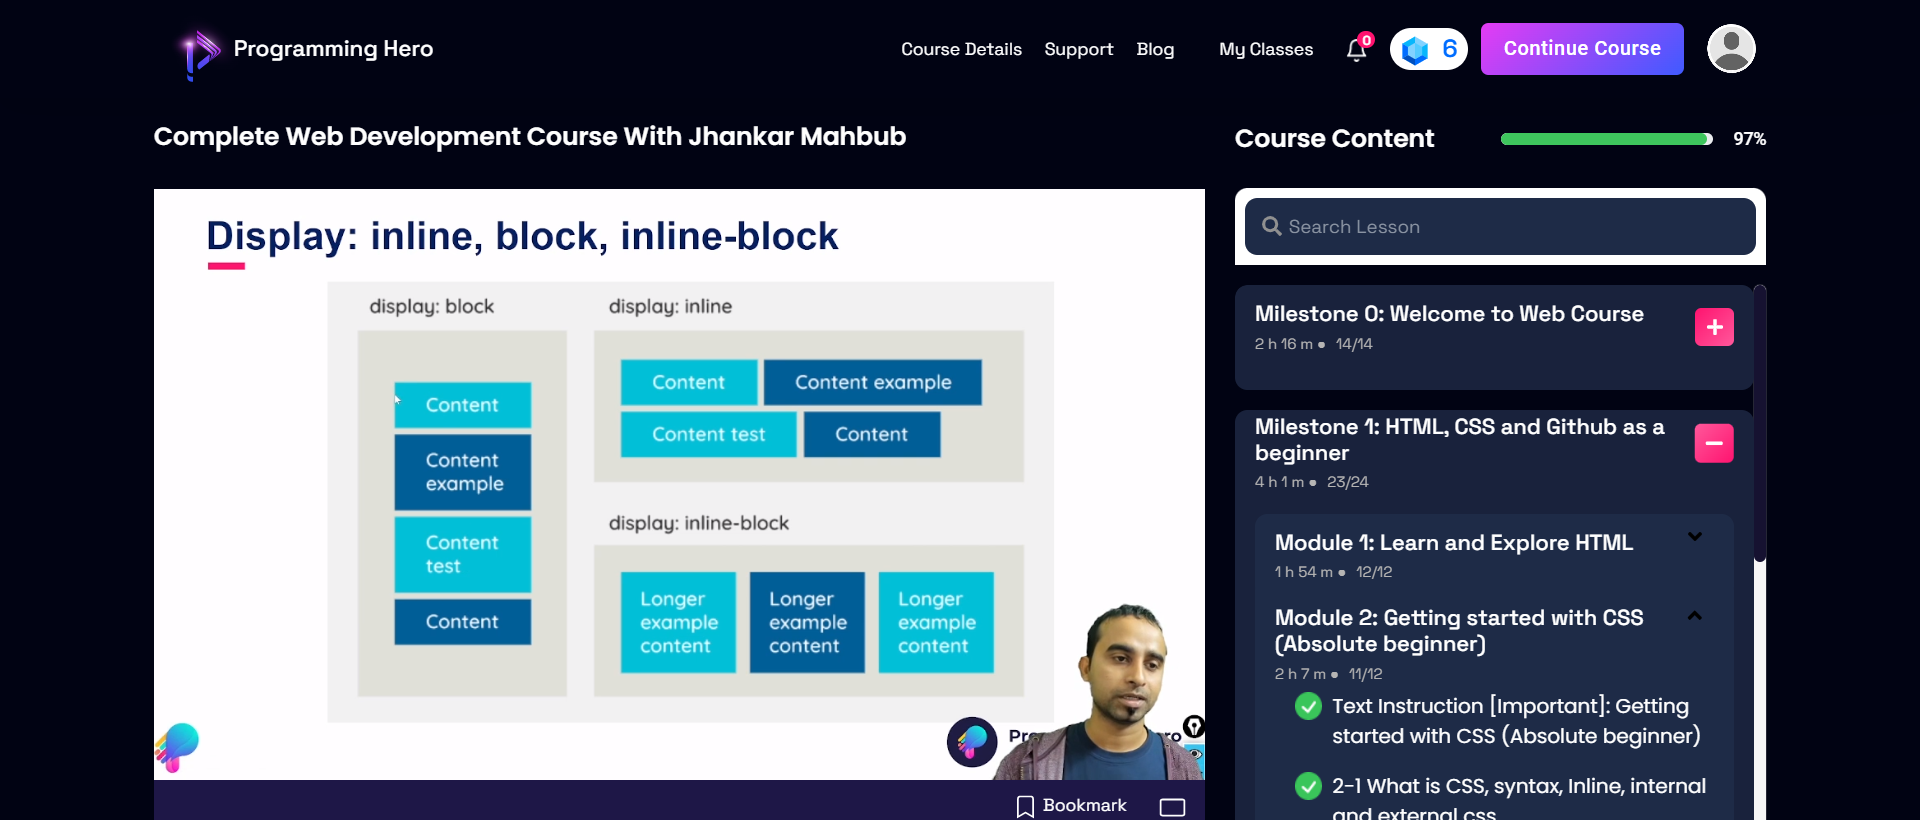 Programming Hero
Course Details Support Blog My Classes 0 6 Continue Course
Complete Web Development Course With Jhankar Mahbub
Display: inline, block, inline-block
display: block
Content
Content
example
Content
test
Content
display: inline
Content Content example
Content test Content
display: inline-block
Longer
example
content
Longer
example
content
Longer
example
content
Bookmark
Course Content 97%
Search Lesson
Milestone 0: Welcome to Web Course
2 h 16 m ● 14/14
Milestone 1: HTML, CSS and Github as a
beginner
4 h 1 m ● 23/24
Module 1: Learn and Explore HTML
1 h 54 m ● 12/12
Module 2: Getting started with CSS
(Absolute beginner)
2 h 7 m ● 11/12
Text Instruction [Important]: Getting
started with CSS (Absolute beginner)
2-1 What is CSS, syntax, Inline, internal
and external css